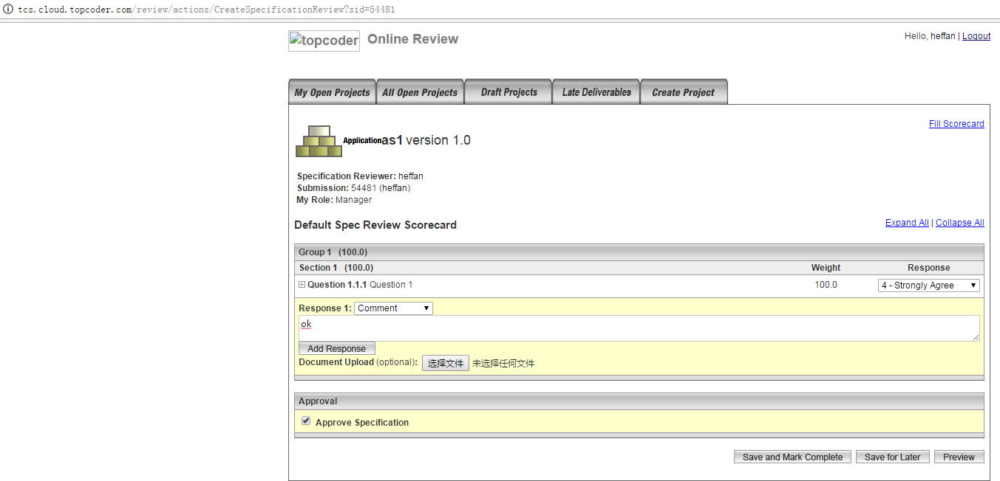 tcs.cloud.topcoder.com/review/actions/CreateSpecificationReview?sid=54481
topcoder Online Review Hello, heffan | Logout
My Open Projects All Open Projects Draft Projects Late Deliverables Create Project
Fill Scorecard
Applicationas1 version 1.0
Specification Reviewer: heffan
Submission: 54481 (heffan)
My Role: Manager
Default Spec Review Scorecard Expand All | Collapse All
Group 1 (100.0)
Section 1 (100.0) Weight Response
Question 1.1.1 Question 1 100.0 4 - Strongly Agree
Response 1: Comment
ok
Add Response
Document Upload (optional): 选择文件 未选择任何文件
Approval
Approve Specification
Save and Mark Complete Save for Later Preview